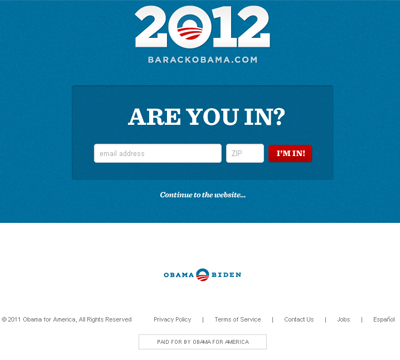 2012
BARACKOBAMA.COM
ARE YOU IN?
email address ZIP I'M IN!
Continue to the website...
OBAMA BIDEN
© 2011 Obama for America, All Rights Reserved Privacy Policy | Terms of Service | Contact Us | Jobs | Español
PAID FOR BY OBAMA FOR AMERICA